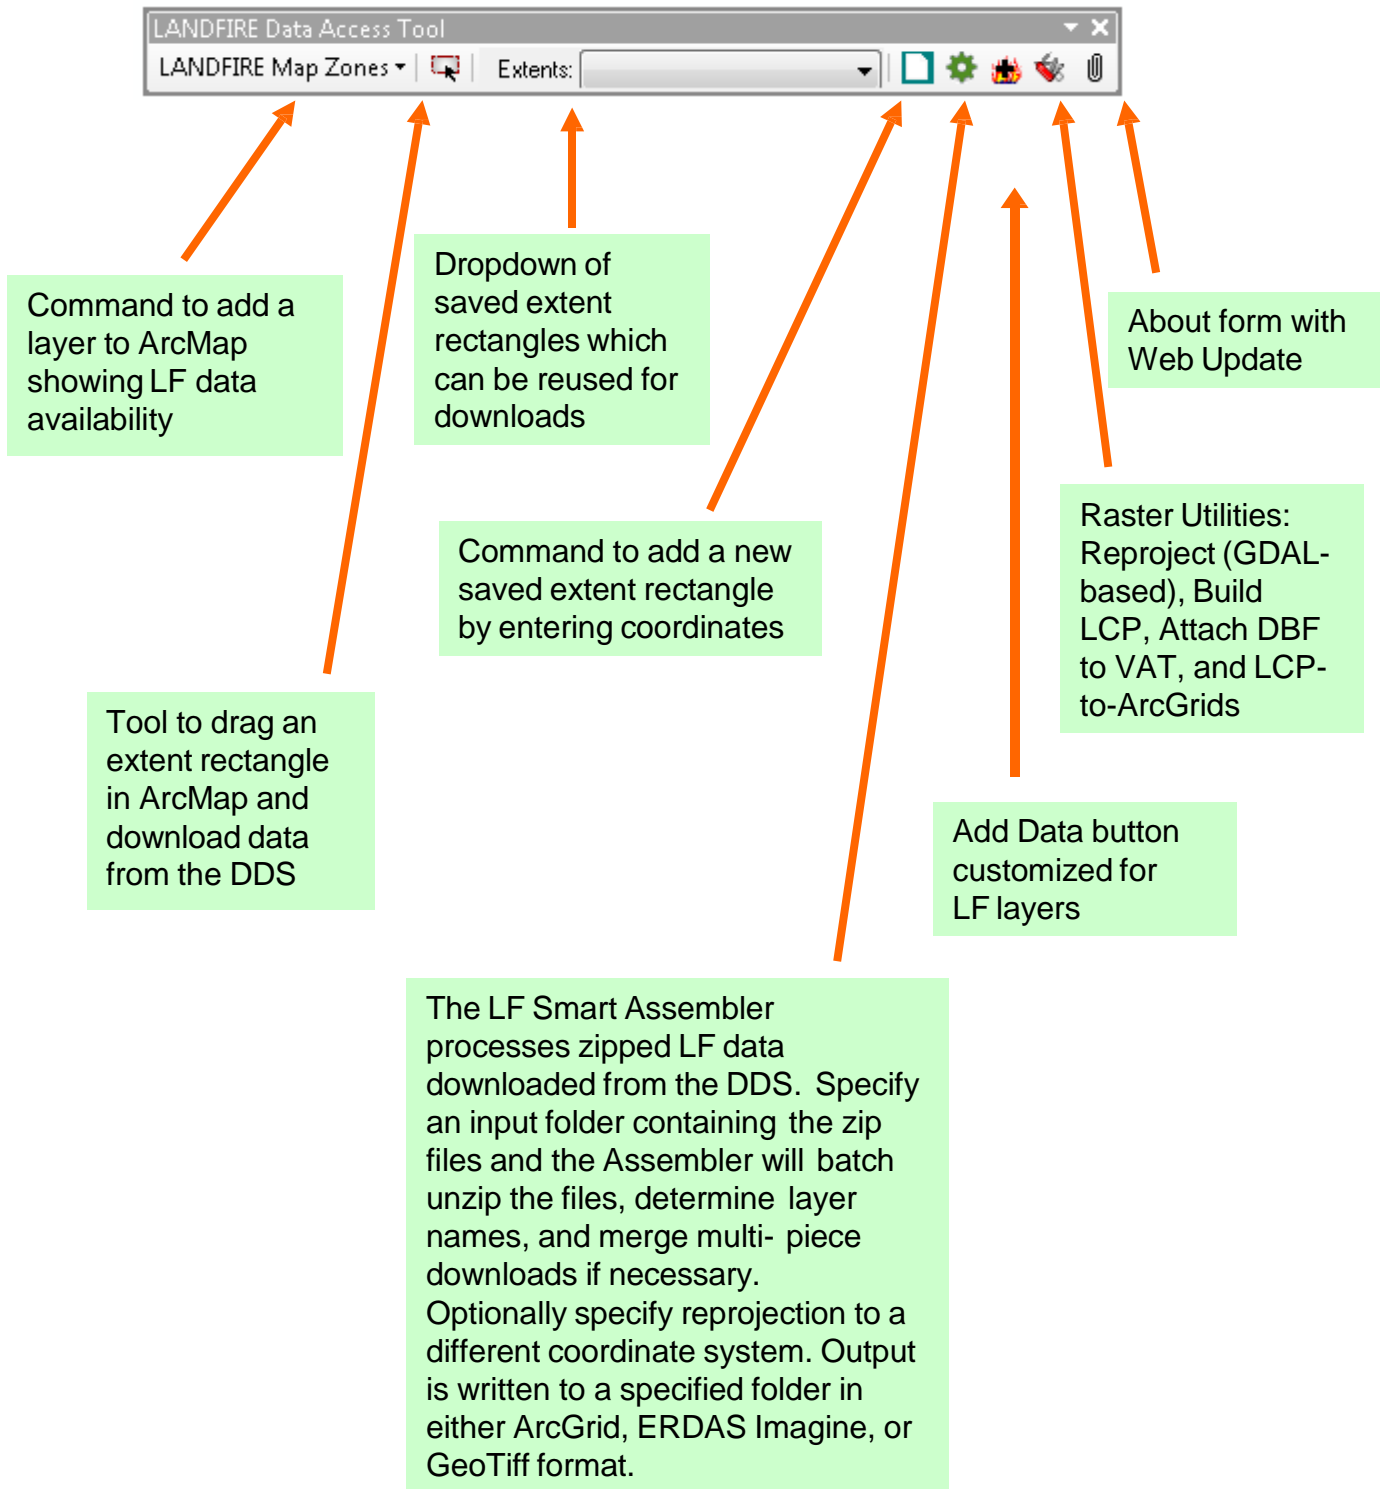 LANDFIRE Data Access Tool
LANDFIRE Map Zones
Extents:
Command to add a
layer to ArcMap
showing LF data
availability
Dropdown of
saved extent
rectangles which
can be reused for
downloads
About form with
Web Update
Command to add a new
saved extent rectangle
by entering coordinates
Raster Utilities:
Reproject (GDAL-
based), Build
LCP, Attach DBF
to VAT, and LCP-
to-ArcGrids
Tool to drag an
extent rectangle
in ArcMap and
download data
from the DDS
Add Data button
customized for
LF layers
The LF Smart Assembler
processes zipped LF data
downloaded from the DDS. Specify
an input folder containing the zip
files and the Assembler will batch
unzip the files, determine layer
names, and merge multi- piece
downloads if necessary.
Optionally specify reprojection to a
different coordinate system. Output
is written to a specified folder in
either ArcGrid, ERDAS Imagine, or
GeoTiff format.